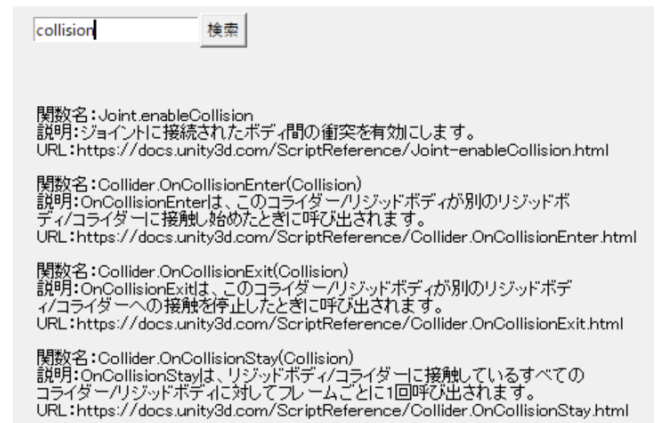 collision 検索
関数名：Joint.enableCollision
説明：ジョイントに接続されたボディ間の衝突を有効にします。
URL：https://docs.unity3d.com/ScriptReference/Joint-enableCollision.html
関数名：Collider.OnCollisionEnter(Collision)
説明：OnCollisionEnterは、このコライダー/リジッドボディが別のリジッドボ
ディ/コライダーに接触し始めたときに呼び出されます。
URL：https://docs.unity3d.com/ScriptReference/Collider.OnCollisionEnter.html
関数名：Collider.OnCollisionExit(Collision)
説明：OnCollisionExitは、このコライダー/リジッドボディが別のリジッドボデ
ィ/コライダーへの接触を停止したときに呼び出されます。
URL：https://docs.unity3d.com/ScriptReference/Collider.OnCollisionExit.html
関数名：Collider.OnCollisionStay(Collision)
説明：OnCollisionStayは、リジッドボディ/コライダーに接触しているすべての
コライダー/リジッドボディに対してフレームごとに1回呼び出されます。
URL：https://docs.unity3d.com/ScriptReference/Collider.OnCollisionStay.html